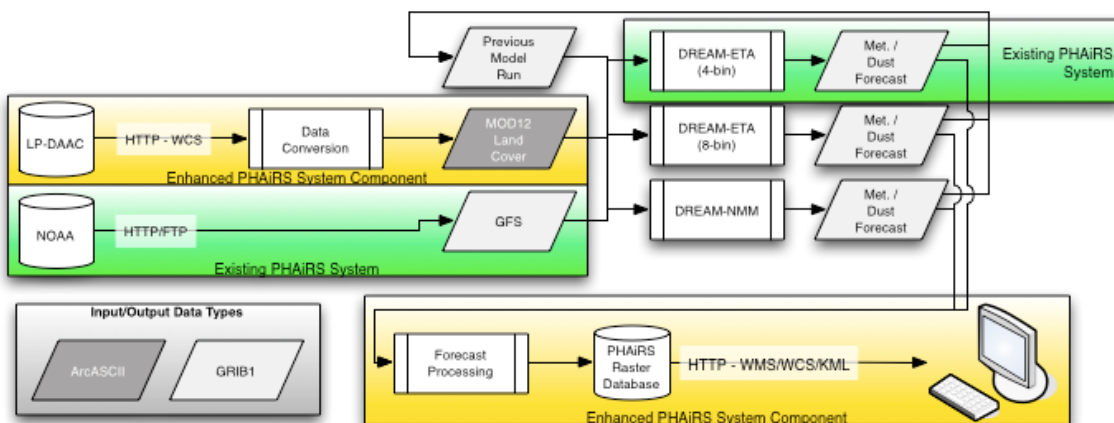 Previous
Model
Run
DREAM-ETA
(4-bin)
Met. /
Dust
Forecast
Existing PHAiRS
System
LP-DAAC
HTTP - WCS
Data
Conversion
MOD12
Land
Cover
Enhanced PHAiRS System Component
DREAM-ETA
(8-bin)
Met. /
Dust
Forecast
NOAA
HTTP/FTP
GFS
Existing PHAiRS System
DREAM-NMM
Met. /
Dust
Forecast
Input/Output Data Types
ArcASCII
GRIB1
Forecast
Processing
PHAiRS
Raster
Database
HTTP - WMS/WCS/KML
Enhanced PHAiRS System Component